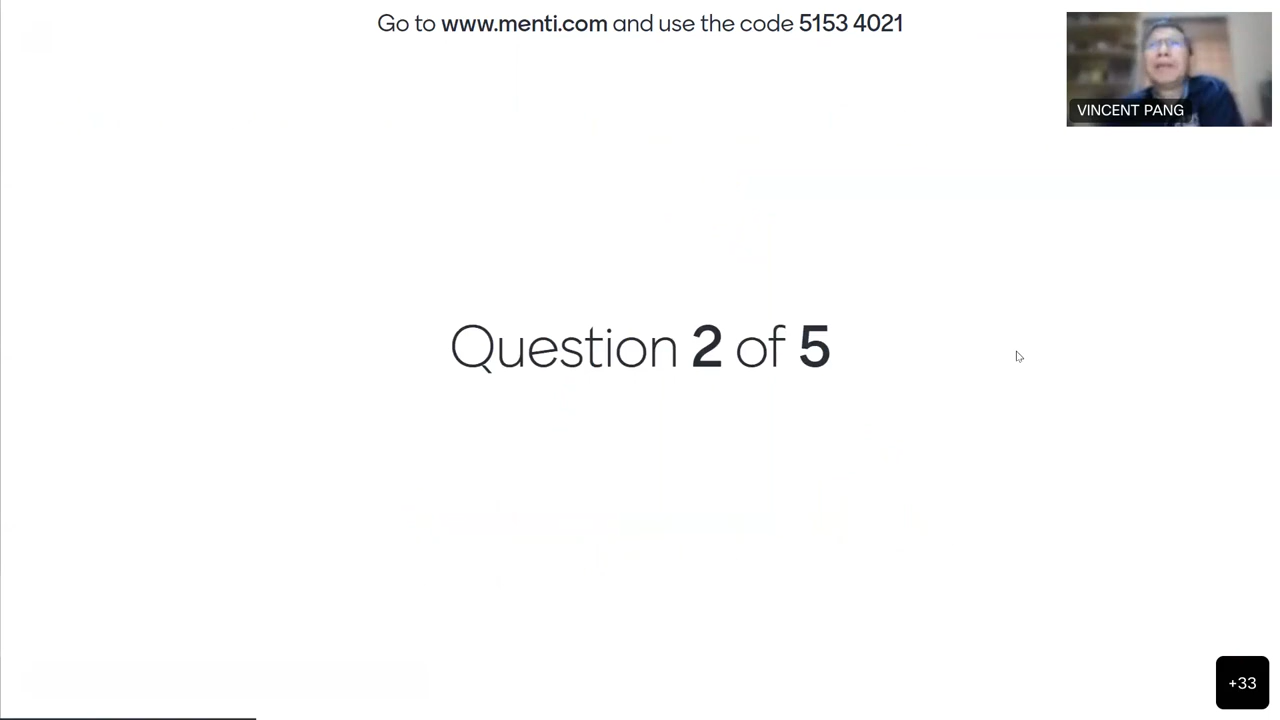 Go to www.menti.com and use the code 5153 4021
VINCENT PANG
Question 2 of 5
+33